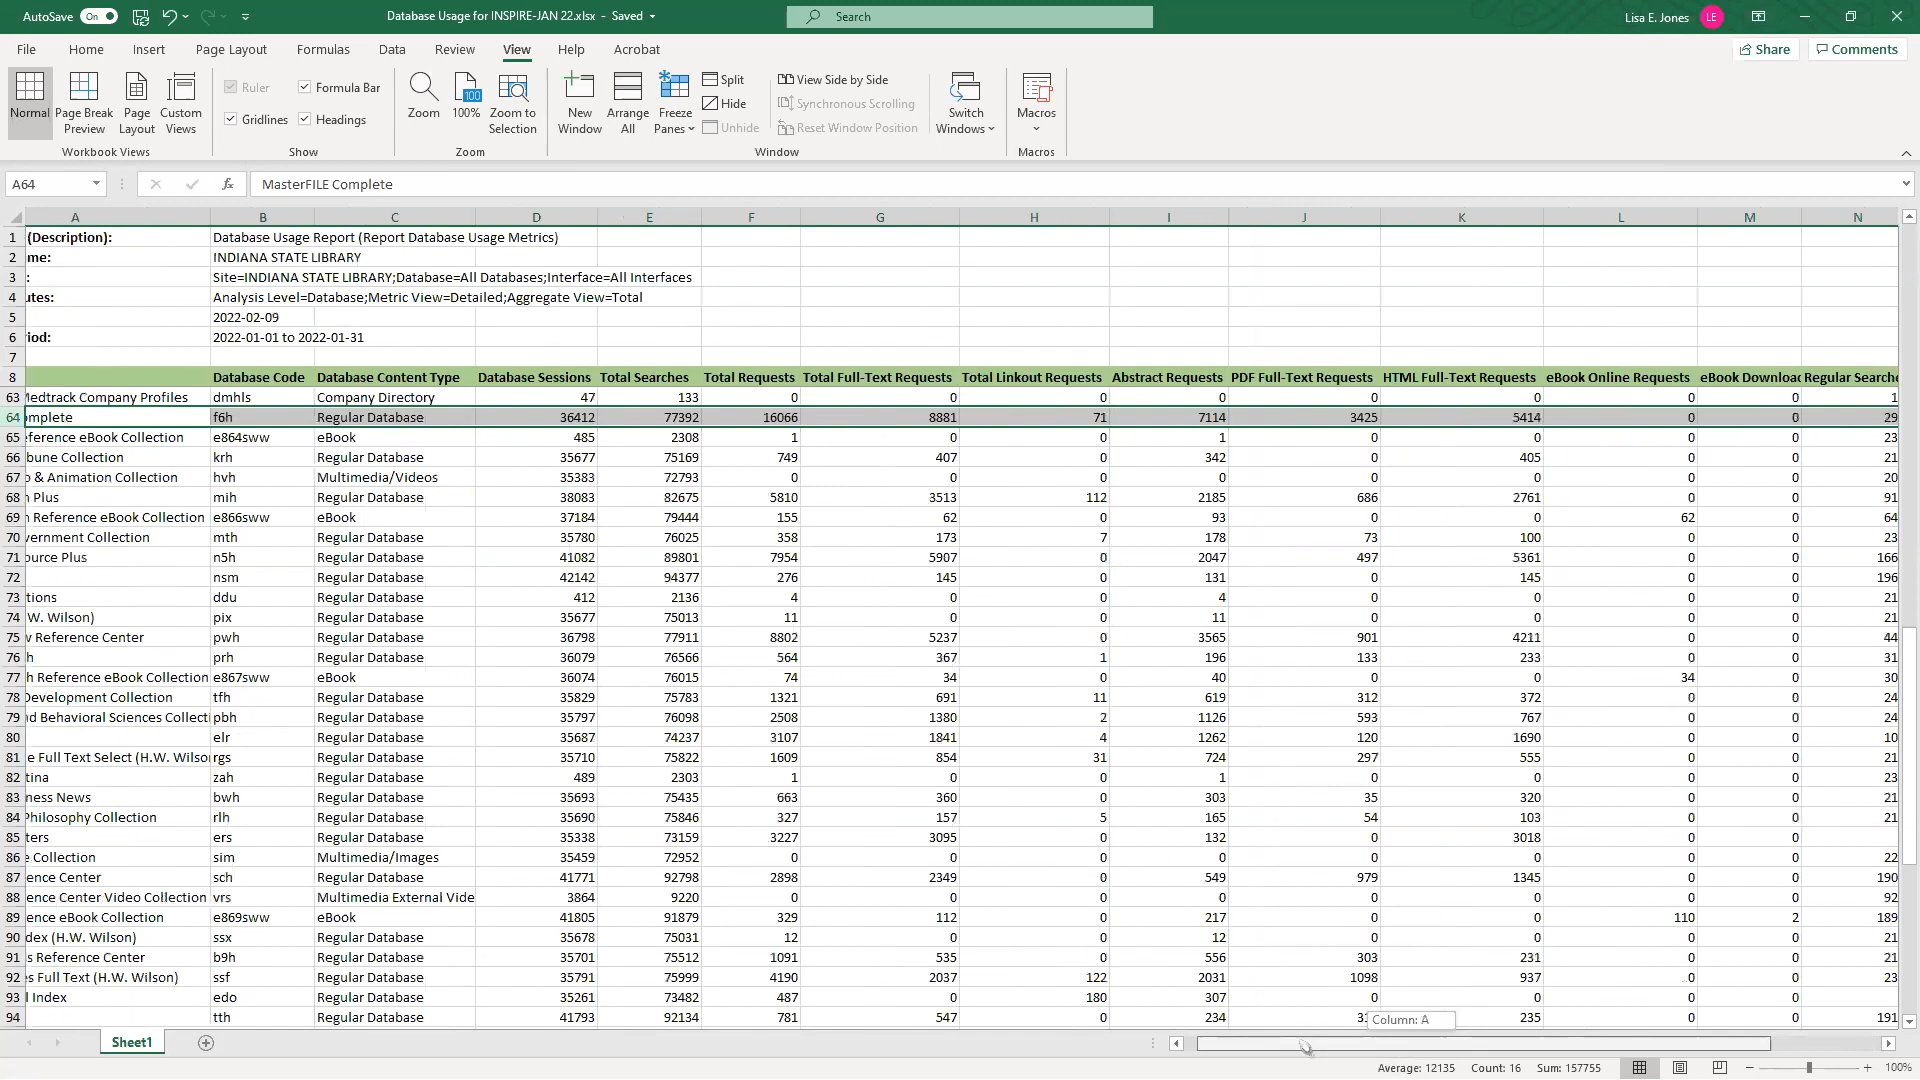 AutoSave On Database Usage for INSPIRE-JAN 22.xlsx - Saved Search Lisa E. Jones LE
File Home Insert Page Layout Formulas Data Review View Help Acrobat Share Comments
Normal Page Break Preview Page Layout Custom Views Ruler Formula Bar Gridlines Headings Zoom 100 100% Zoom to Selection New Window Arrange All Freeze Panes Split Hide Unhide View Side by Side Synchronous Scrolling Reset Window Position Switch Windows Macros
Workbook Views Show Zoom Window Macros
A64 fx MasterFILE Complete
A B C D E F G H I J K L M N
1 (Description): Database Usage Report (Report Database Usage Metrics)
2 me: INDIANA STATE LIBRARY
3 : Site=INDIANA STATE LIBRARY;Database=All Databases;Interface=All Interfaces
4 utes: Analysis Level=Database;Metric View=Detailed;Aggregate View=Total
5 2022-02-09
6 iod: 2022-01-01 to 2022-01-31
7
8 Database Code Database Content Type Database Sessions Total Searches Total Requests Total Full-Text Requests Total Linkout Requests Abstract Requests PDF Full-Text Requests HTML Full-Text Requests eBook Online Requests eBook Downloac Regular Searche
63 Medtrack Company Profiles dmhls Company Directory 47 133 0 0 0 0 0 0 0 0 1
64 omplete f6h Regular Database 36412 77392 16066 8881 71 7114 3425 5414 0 0 29
65 eference eBook Collection e864sww eBook 485 2308 1 0 0 1 0 0 0 0 23
66 bune Collection krh Regular Database 35677 75169 749 407 0 342 0 405 0 0 21
67 o & Animation Collection hvh Multimedia/Videos 35383 72793 0 0 0 0 0 0 0 0 20
68 n Plus mih Regular Database 38083 82675 5810 3513 112 2185 686 2761 0 0 91
69 n Reference eBook Collection e866sww eBook 37184 79444 155 62 0 93 0 0 62 0 64
70 vernment Collection mth Regular Database 35780 76025 358 173 7 178 73 100 0 0 23
71 ource Plus n5h Regular Database 41082 89801 7954 5907 0 2047 497 5361 0 0 166
72 nsm Regular Database 42142 94377 276 145 0 131 0 145 0 0 196
73 tions ddu Regular Database 412 2136 4 0 0 4 0 0 0 0 21
74 W. Wilson) pix Regular Database 35677 75013 11 0 0 11 0 0 0 0 21
75 w Reference Center pwh Regular Database 36798 77911 8802 5237 0 3565 901 4211 0 0 44
76 h prh Regular Database 36079 76566 564 367 1 196 133 233 0 0 31
77 h Reference eBook Collection e867sww eBook 36074 76015 74 34 0 40 0 0 34 0 30
78 Development Collection tfh Regular Database 35829 75783 1321 691 11 619 312 372 0 0 24
79 nd Behavioral Sciences Collecti pbh Regular Database 35797 76098 2508 1380 2 1126 593 767 0 0 24
80 elr Regular Database 35687 74237 3107 1841 4 1262 120 1690 0 0 10
81 e Full Text Select (H.W. Wilson rgs Regular Database 35710 75822 1609 854 31 724 297 555 0 0 21
82 tina zah Regular Database 489 2303 1 0 0 1 0 0 0 0 23
83 ness News bwh Regular Database 35693 75435 663 360 0 303 35 320 0 0 21
84 Philosophy Collection rlh Regular Database 35690 75846 327 157 5 165 54 103 0 0 21
85 ters ers Regular Database 35338 73159 3227 3095 0 132 0 3018 0 0
86 e Collection sim Multimedia/Images 35459 72952 0 0 0 0 0 0 0 0 22
87 ence Center sch Regular Database 41771 92798 2898 2349 0 549 979 1345 0 0 190
88 ence Center Video Collection vrs Multimedia External Vide 3864 9220 0 0 0 0 0 0 0 0 92
89 ence eBook Collection e869sww eBook 41805 91879 329 112 0 217 0 0 110 2 189
90 dex (H.W. Wilson) ssx Regular Database 35678 75031 12 0 0 12 0 0 0 0 21
91 s Reference Center b9h Regular Database 35701 75512 1091 535 0 556 303 231 0 0 21
92 es Full Text (H.W. Wilson) ssf Regular Database 35791 75999 4190 2037 122 2031 1098 937 0 0 23
93 l Index edo Regular Database 35261 73482 487 0 180 307 0 0 0 0
94 tth Regular Database 41793 92134 781 547 0 234 235 0 0 191
Column: A
Sheet1
Average: 12135 Count: 16 Sum: 157755 100%